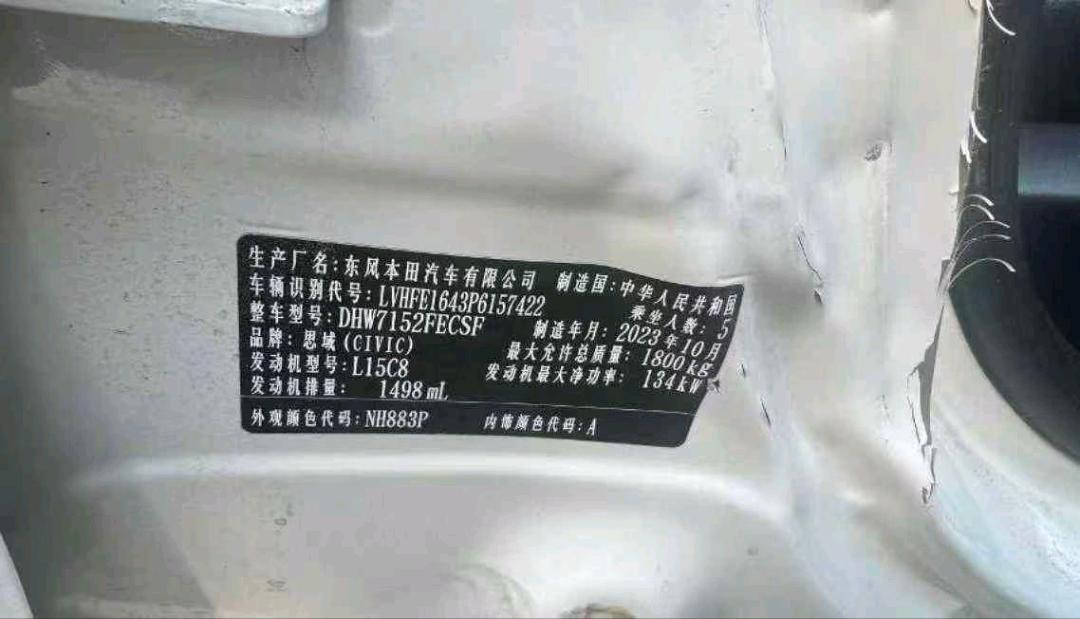 生产厂名:东风本田汽车有限公司 制造国:中华人民共和国
车辆识别代号:LVHFE1643P6157422 乘坐人数:5
整车型号:DHW7152FECSF 制造年月:2023年10月
品牌:思域(CIVIC) 最大允许总质量:1800kg
发动机型号:L15C8 发动机最大净功率:134kW
发动机排量: 1498mL
外观颜色代码:NH883P 内饰颜色代码:A